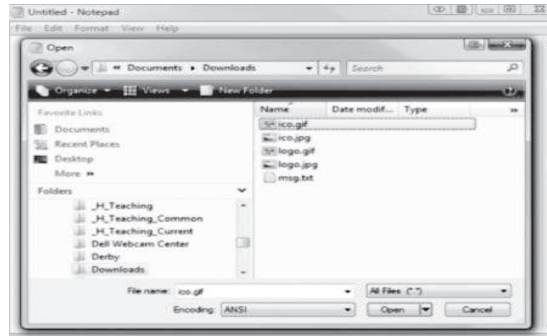 Untitled - Notepad
File Edit Format View Help
Open
« Documents ▸ Downloads
Search
Organize Views New Folder
Favorite Links
Name Date modif... Type »
Documents
Recent Places
Desktop
More »
ico.gif
ico.jpg
logo.gif
logo.jpg
msg.txt
Folders
_H_Teaching
_H_Teaching_Common
_H_Teaching_Current
Dell Webcam Center
Derby
Downloads
File name: ico.gif All Files (*.*)
Encoding: ANSI Open Cancel